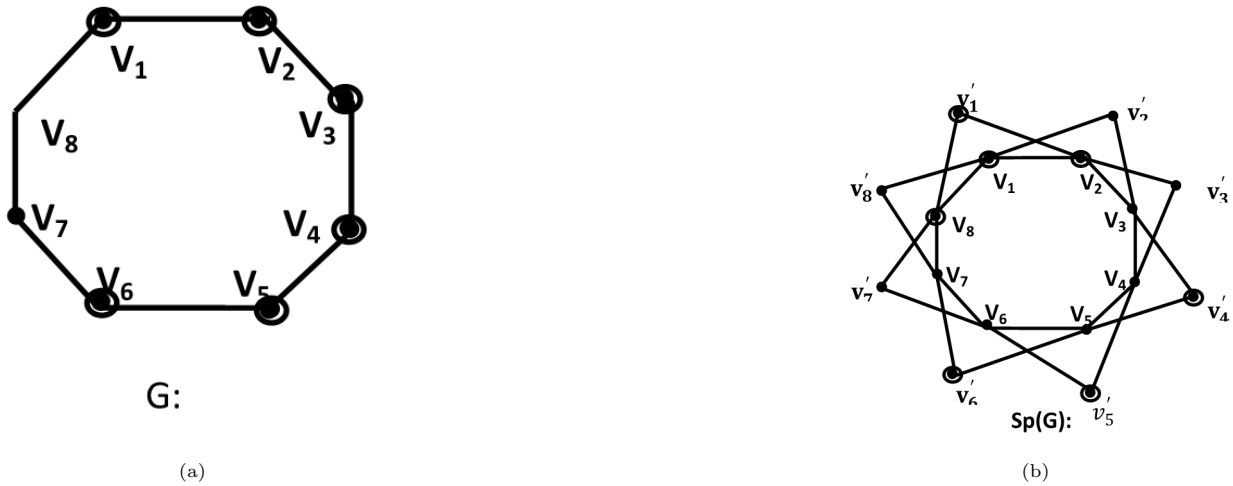 V₁
V₂
V₃
V₈
V₇
V₄
V₆
V₅
G:
(a)
v₁′
v₂′
v₈′
V₁
V₂
v₃′
V₈
V₃
V₇
V₄
v₇′
V₆
V₅
v₄′
v₆′
v₅′
Sp(G):
(b)